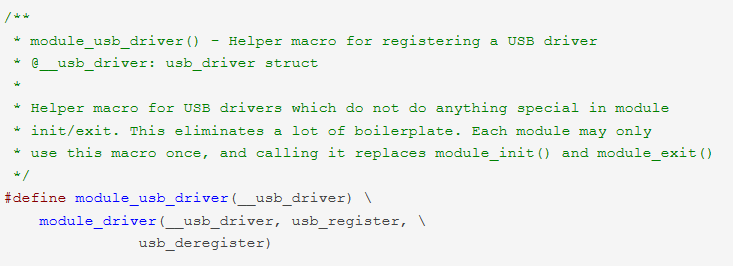 /**
 * module_usb_driver() - Helper macro for registering a USB driver
 * @__usb_driver: usb_driver struct
 *
 * Helper macro for USB drivers which do not do anything special in module
 * init/exit. This eliminates a lot of boilerplate. Each module may only
 * use this macro once, and calling it replaces module_init() and module_exit()
 */
#define module_usb_driver(__usb_driver) \
    module_driver(__usb_driver, usb_register, \
               usb_deregister)